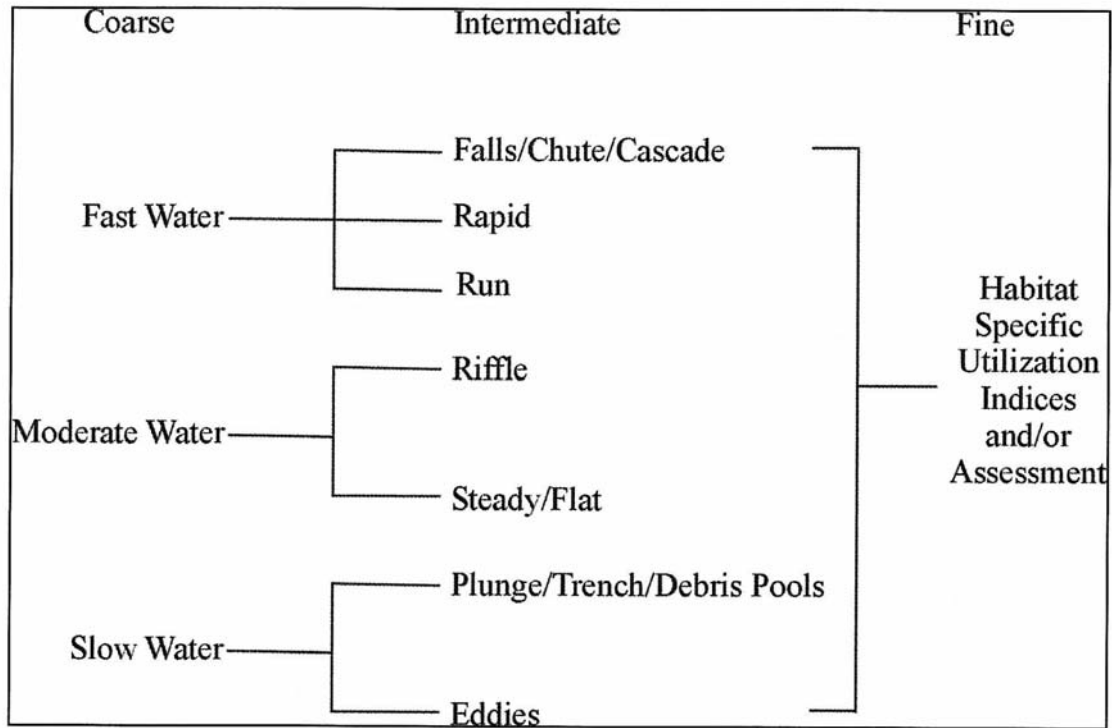 Coarse Intermediate Fine
Falls/Chute/Cascade
Fast Water
Rapid
Run
Habitat
Specific
Utilization
Indices
and/or
Assessment
Riffle
Moderate Water
Steady/Flat
Plunge/Trench/Debris Pools
Slow Water
Eddies